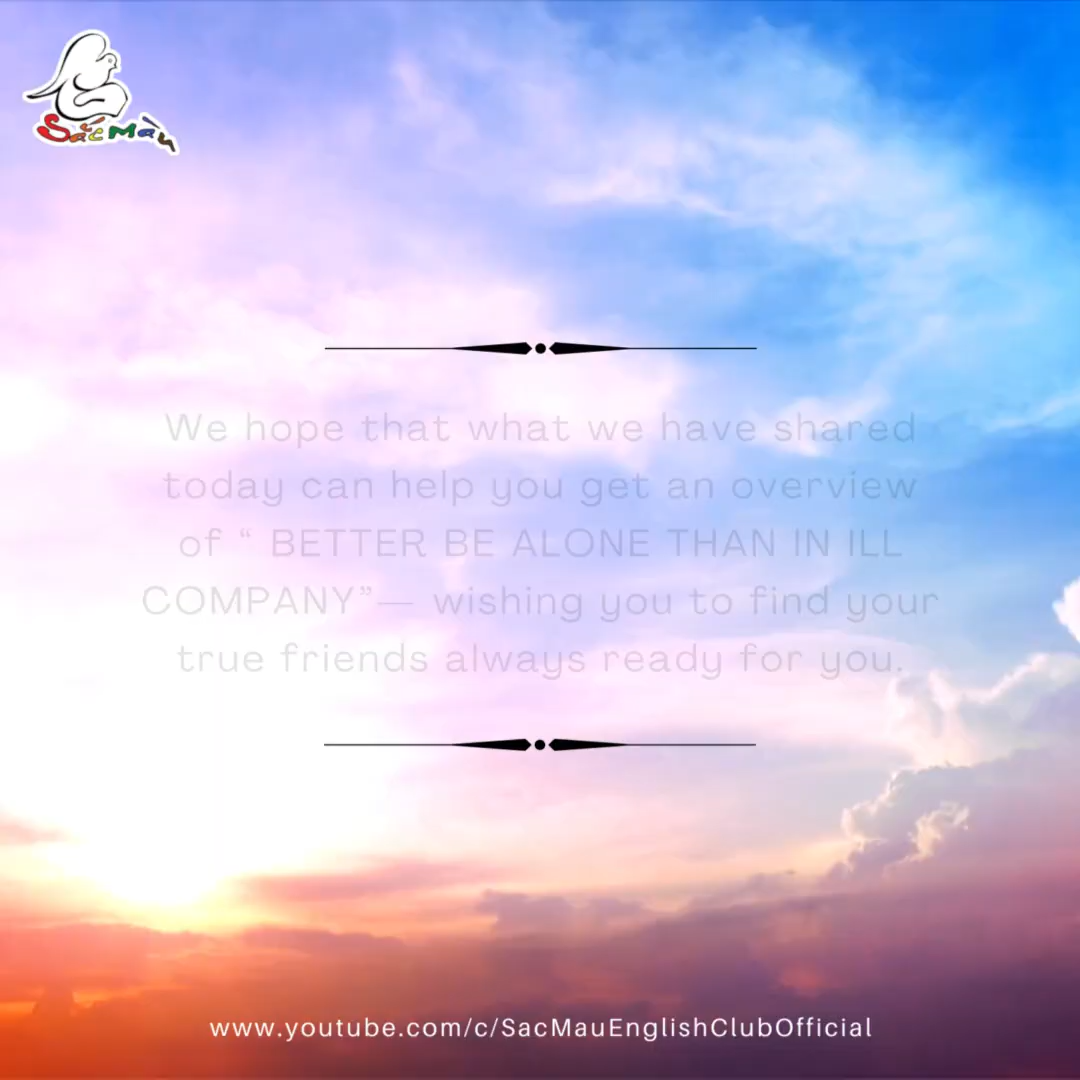 Sắc Màu
We hope that what we have shared
today can help you get an overview
of “ BETTER BE ALONE THAN IN ILL
COMPANY”— wishing you to find your
true friends always ready for you.
www.youtube.com/c/SacMauEnglishClubOfficial